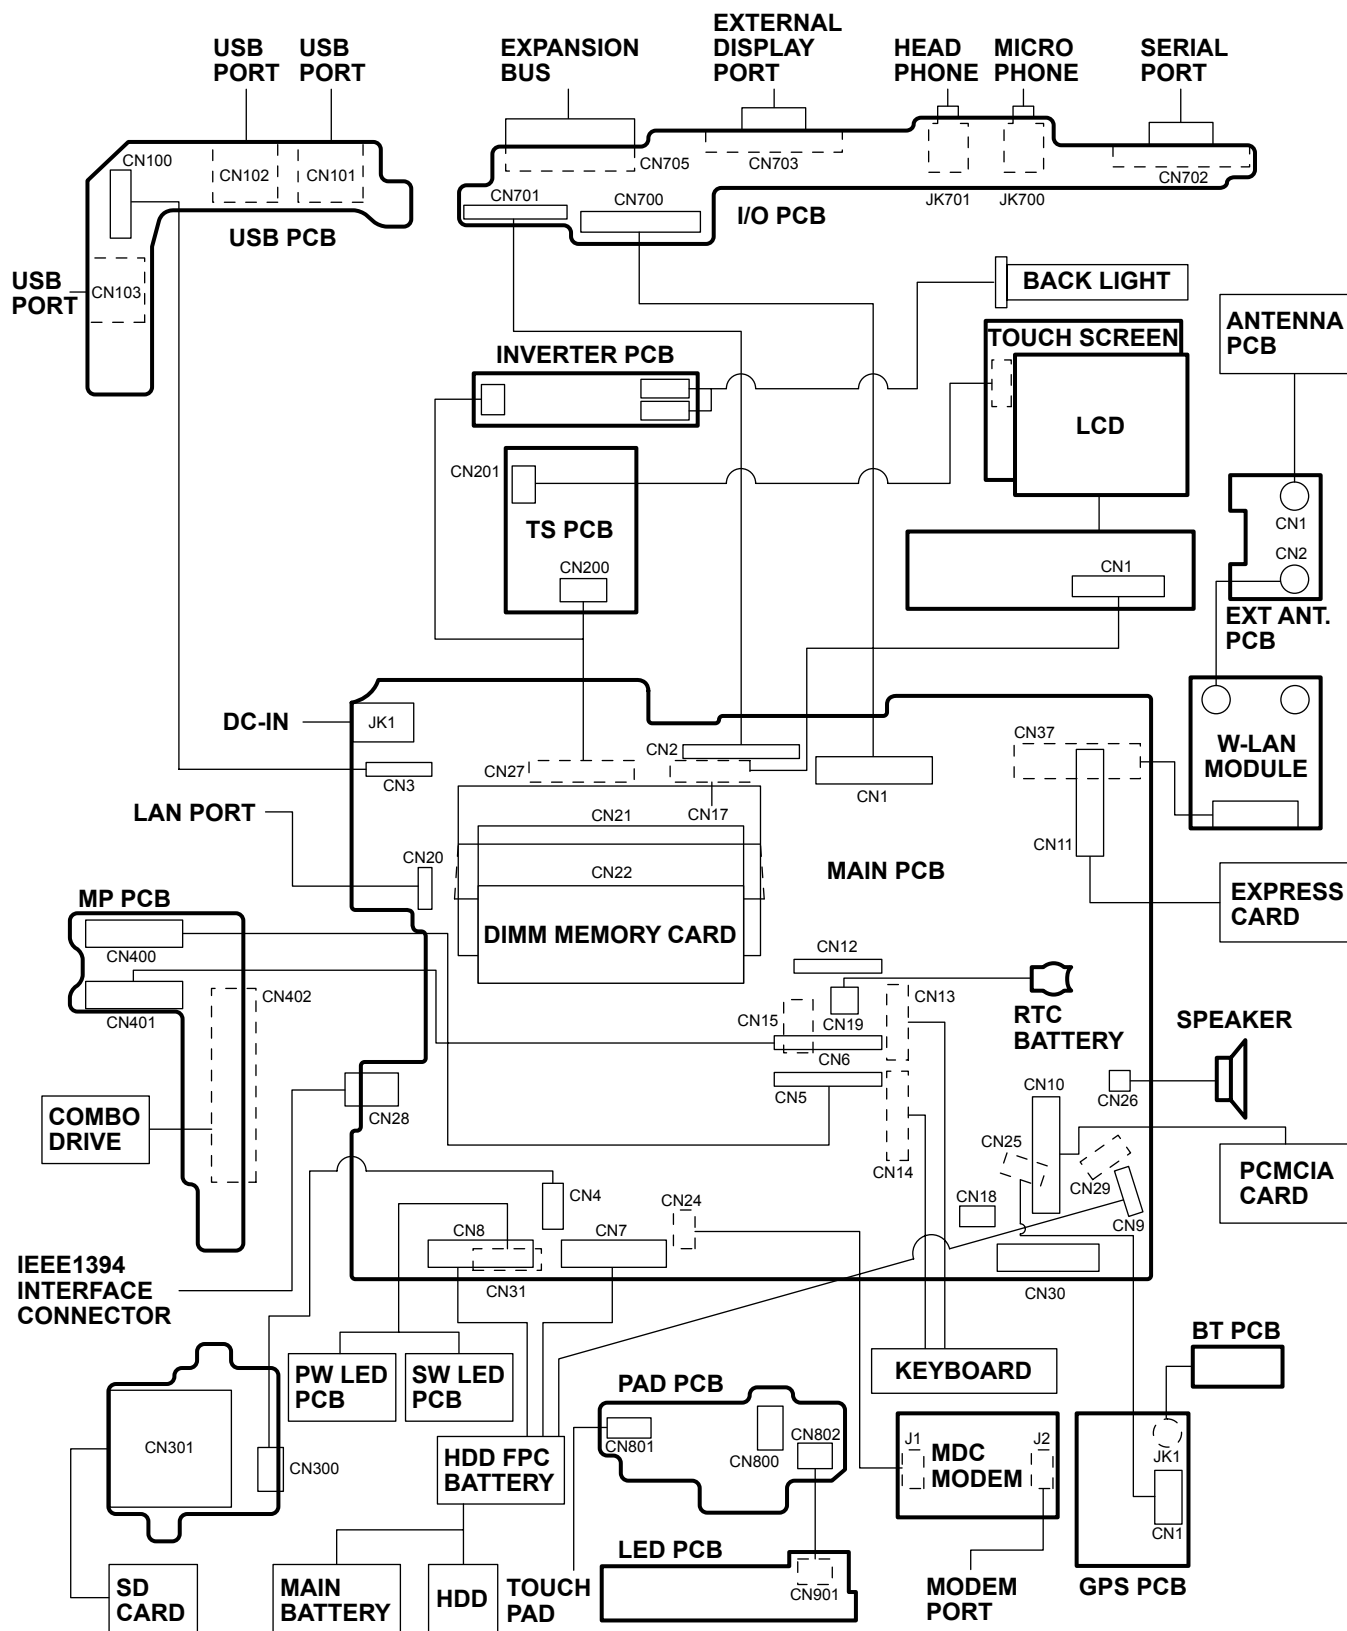 USB
PORT
USB
PORT
EXPANSION
BUS
EXTERNAL
DISPLAY
PORT
HEAD
PHONE
MICRO
PHONE
SERIAL
PORT
CN100
CN102
CN101
USB PCB
USB
PORT
CN103
CN705
CN703
CN702
CN701
CN700
JK701
JK700
I/O PCB
BACK LIGHT
ANTENNA
PCB
TOUCH SCREEN
INVERTER PCB
LCD
CN201
TS PCB
CN200
CN1
CN1
CN2
EXT ANT.
PCB
DC-IN
JK1
CN3
CN27
CN2
CN17
CN1
CN37
CN11
W-LAN
MODULE
LAN PORT
CN20
CN21
CN22
DIMM MEMORY CARD
MAIN PCB
EXPRESS
CARD
MP PCB
CN400
CN401
CN402
CN12
CN15
CN19
CN13
CN6
CN5
CN14
RTC
BATTERY
SPEAKER
CN26
COMBO
DRIVE
CN28
CN10
CN25
CN29
CN9
CN18
CN30
PCMCIA
CARD
CN4
CN24
CN8
CN7
CN31
IEEE1394
INTERFACE
CONNECTOR
PW LED
PCB
SW LED
PCB
KEYBOARD
BT PCB
PAD PCB
CN801
CN800
CN802
J1
MDC
MODEM
J2
JK1
CN1
CN301
CN300
HDD FPC
BATTERY
LED PCB
CN901
GPS PCB
SD
CARD
MAIN
BATTERY
HDD
TOUCH
PAD
MODEM
PORT